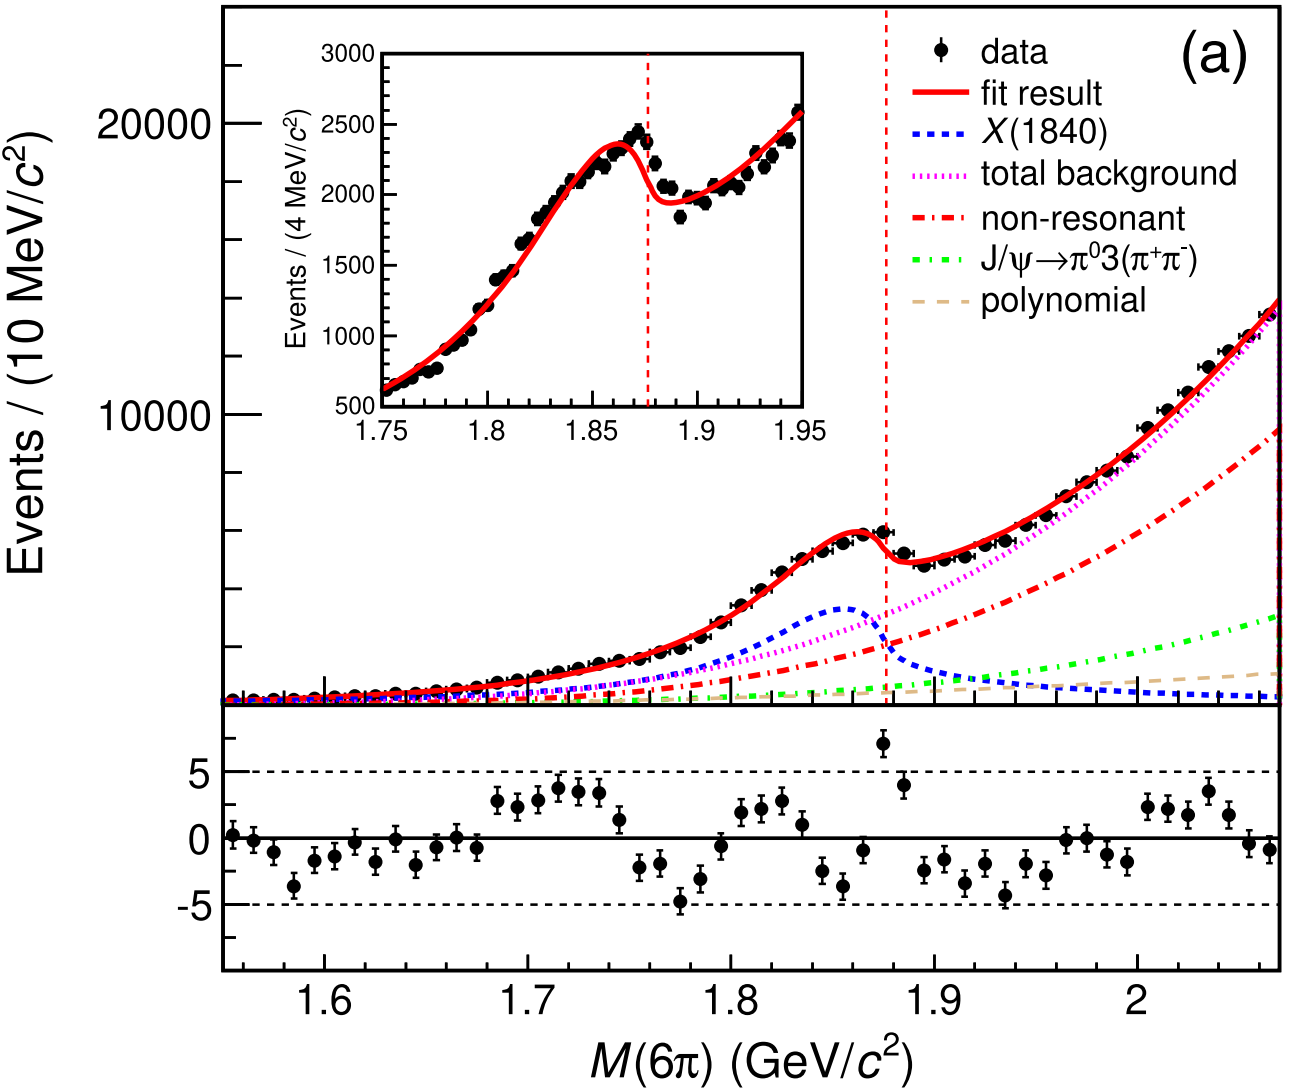 (a)
data
fit result
X(1840)
total background
non-resonant
J/ψ→π⁰3(π⁺π⁻)
polynomial
Events / (10 MeV/c²)
20000
10000
Events / (4 MeV/c²)
3000
2500
2000
1500
1000
500
1.75 1.8 1.85 1.9 1.95
5
0
-5
1.6 1.7 1.8 1.9 2
M(6π) (GeV/c²)